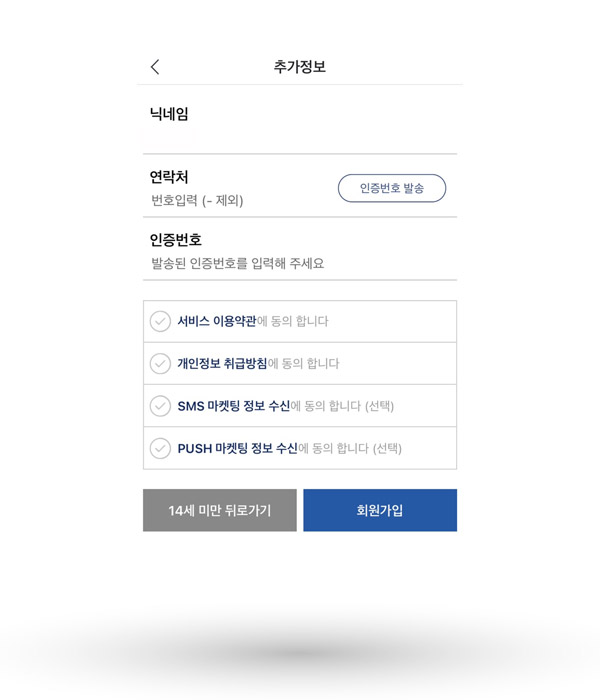 추가정보
닉네임
연락처
번호입력 (- 제외)
인증번호 발송
인증번호
발송된 인증번호를 입력해 주세요
서비스 이용약관에 동의 합니다
개인정보 취급방침에 동의 합니다
SMS 마켓팅 정보 수신에 동의 합니다 (선택)
PUSH 마켓팅 정보 수신에 동의 합니다 (선택)
14세 미만 뒤로가기
회원가입